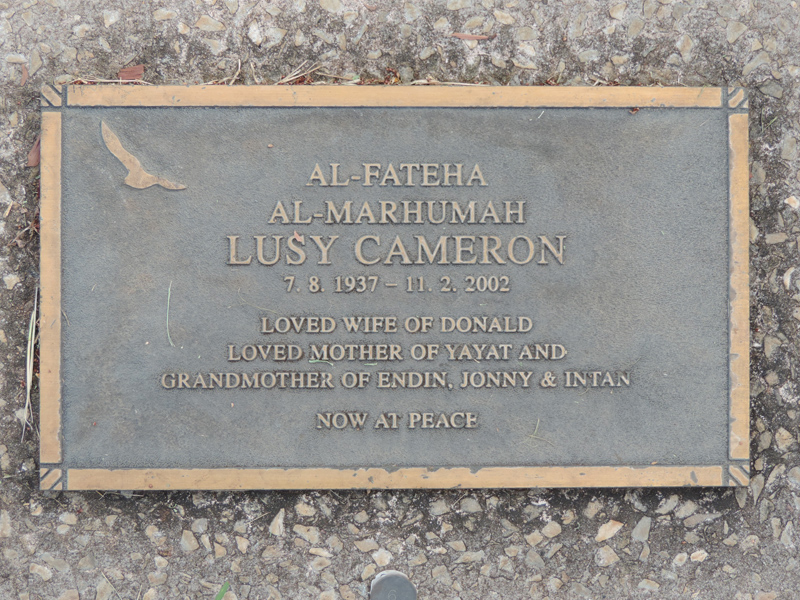 AL-FATEHA
AL-MARHUMAH
LUSY CAMERON
7. 8. 1937 – 11. 2. 2002
LOVED WIFE OF DONALD
LOVED MOTHER OF YAYAT AND
GRANDMOTHER OF ENDIN, JONNY & INTAN
NOW AT PEACE